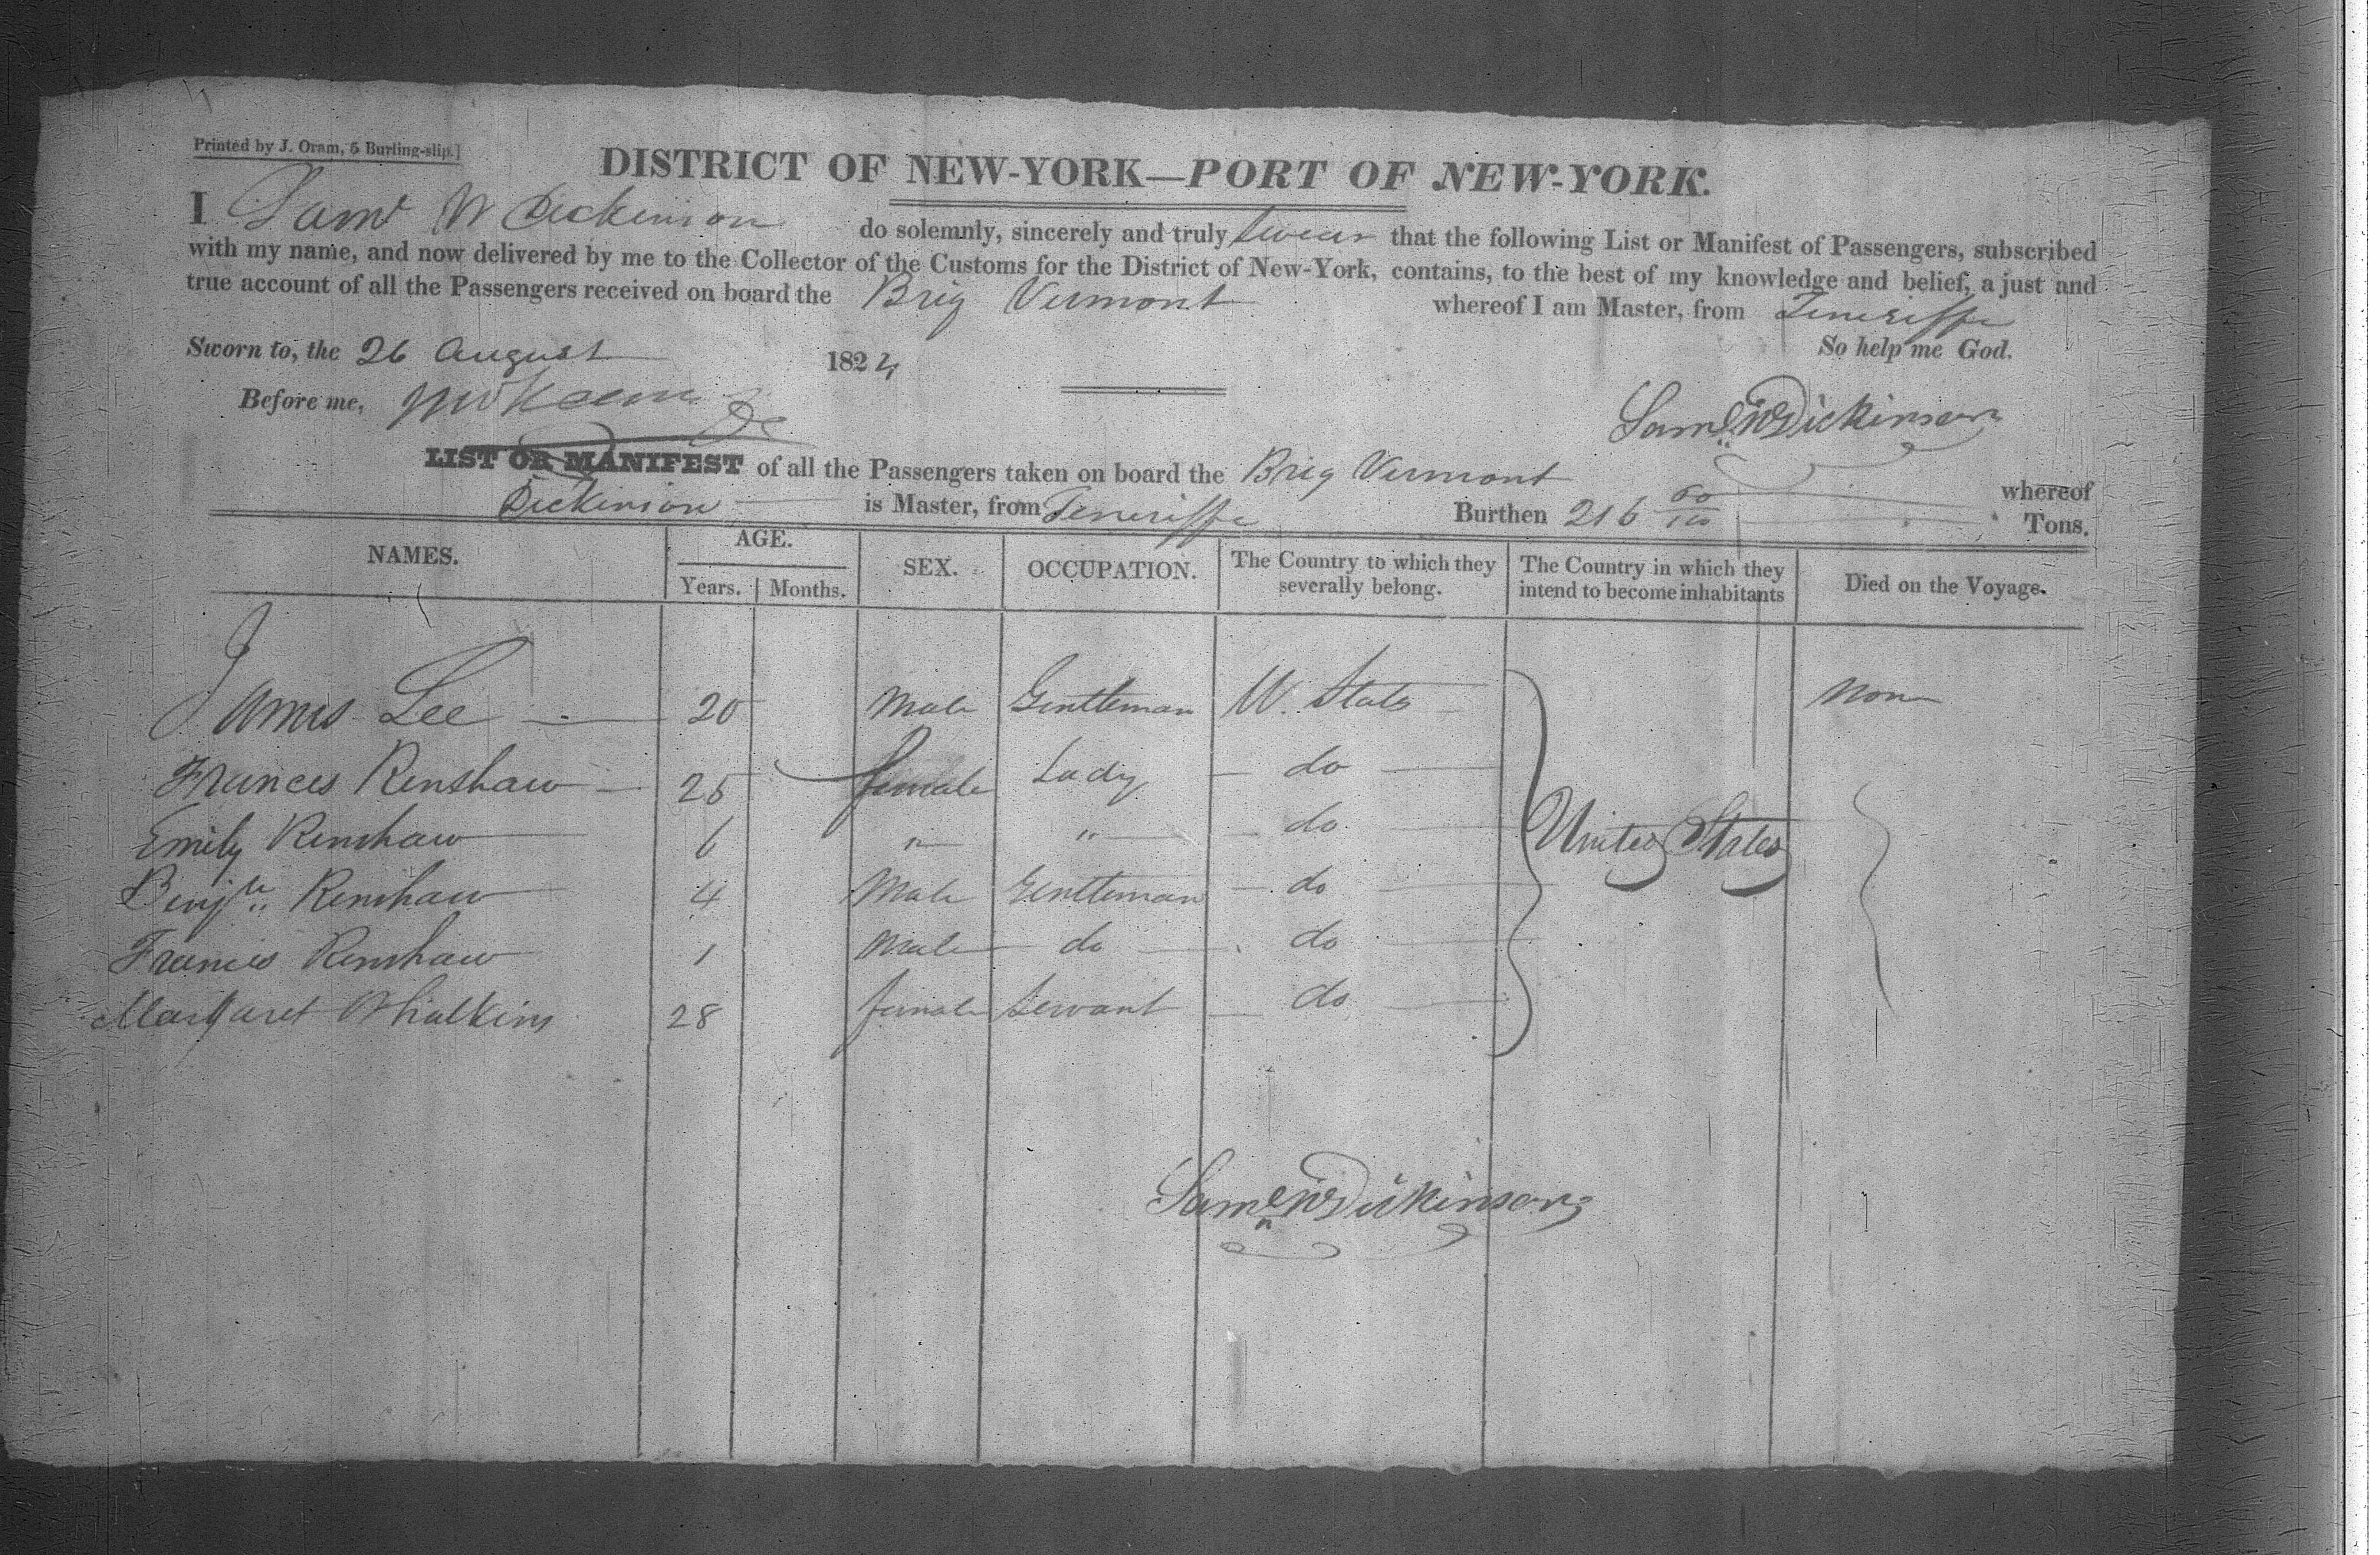 Printed by J. Oram, 5 Burling-slip.]
DISTRICT OF NEW-YORK—PORT OF NEW-YORK.
I Saml W Dickinson do solemnly, sincerely and truly swear that the following List or Manifest of Passengers, subscribed
with my name, and now delivered by me to the Collector of the Customs for the District of New-York, contains, to the best of my knowledge and belief, a just and
true account of all the Passengers received on board the Brig Vermont whereof I am Master, from Teneriffe
So help me God.
Sworn to, the 26 August 1824
Before me,
Saml W Dickinson
LIST OR MANIFEST of all the Passengers taken on board the Brig Vermont whereof
Dickinson is Master, from Teneriffe Burthen 216 Tons.
NAMES. AGE. Years. Months. SEX. OCCUPATION. The Country to which they severally belong. The Country in which they intend to become inhabitants Died on the Voyage.
James Lee 20 Male Gentleman U. States non
Frances Renshaw 25 female Lady do
Emily Renshaw 6 " " do
United States
Benjn Renshaw 4 Male Gentleman do
Francis Renshaw 1 Male do do
Margaret 28 female Servant do
Saml W Dickinson